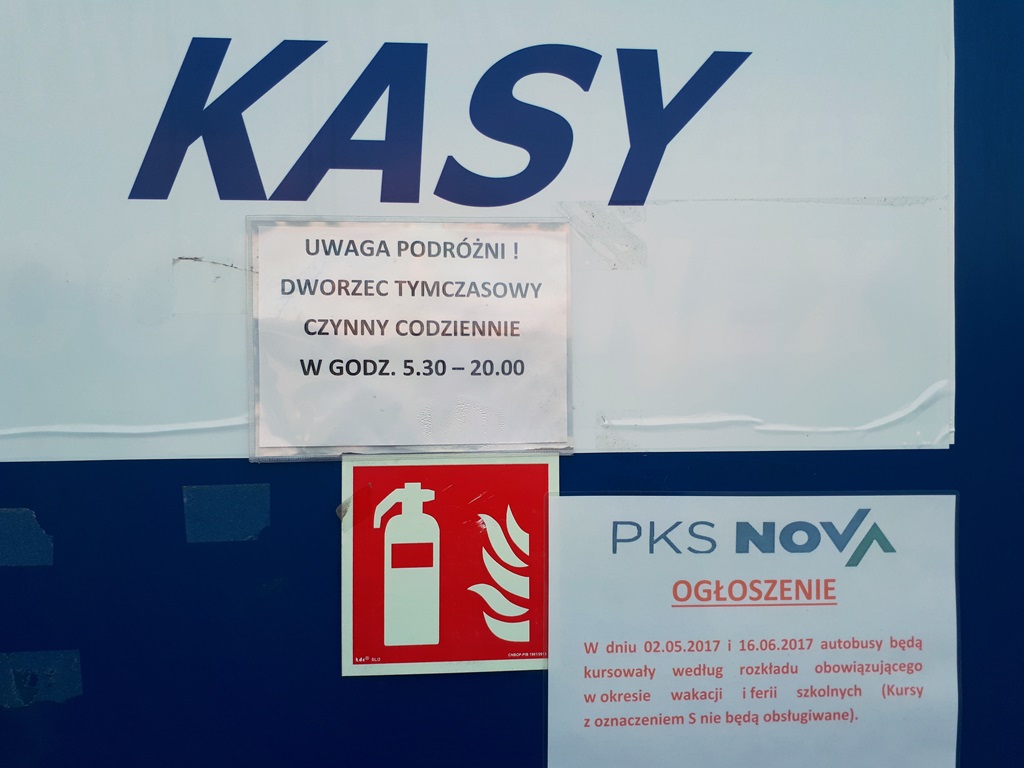 KASY
UWAGA PODRÓŻNI !
DWORZEC TYMCZASOWY
CZYNNY CODZIENNIE
W GODZ. 5.30 – 20.00
PKS NOVA
OGŁOSZENIE
W dniu 02.05.2017 i 16.06.2017 autobusy będą
kursowały według rozkładu obowiązującego
w okresie wakacji i ferii szkolnych (Kursy
z oznaczeniem S nie będą obsługiwane).